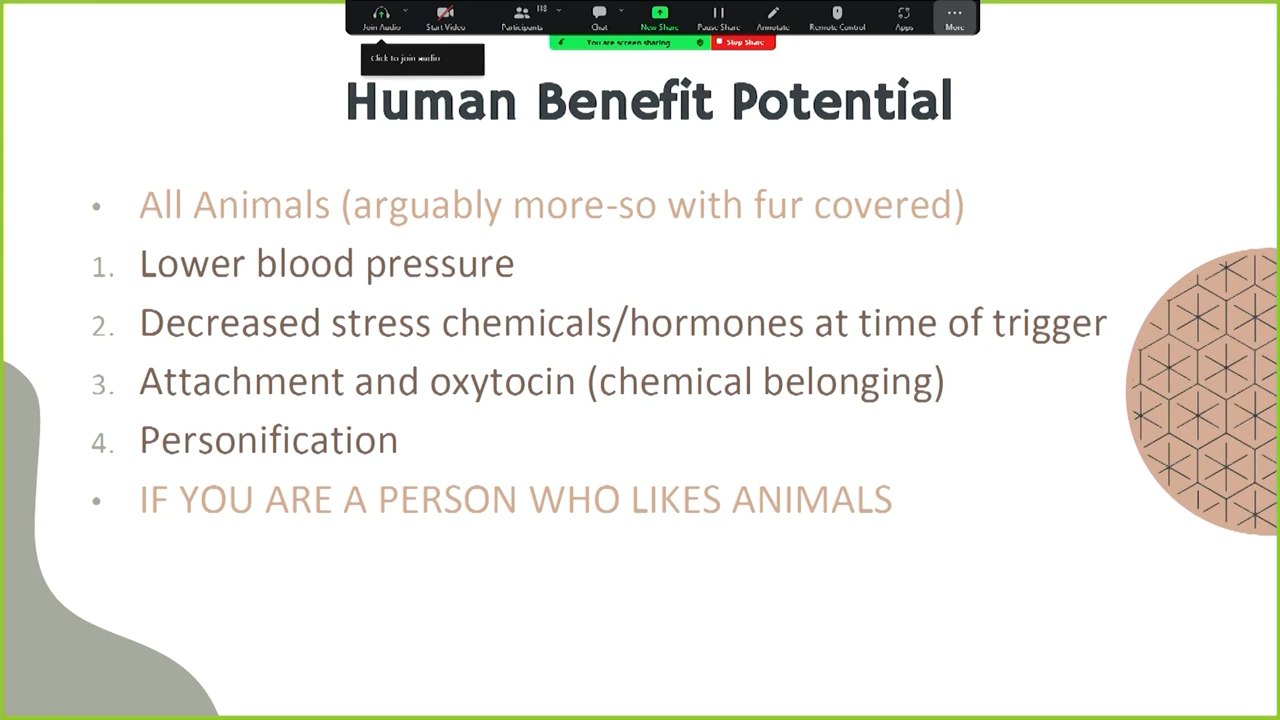 Join Audio
Start Video
Participants
118
Chat
New Share
Pause Share
Annotate
Remote Control
Apps
More
You are screen sharing
Stop Share
Click to join audio
Human Benefit Potential
• All Animals (arguably more-so with fur covered)
1. Lower blood pressure
2. Decreased stress chemicals/hormones at time of trigger
3. Attachment and oxytocin (chemical belonging)
4. Personification
• IF YOU ARE A PERSON WHO LIKES ANIMALS